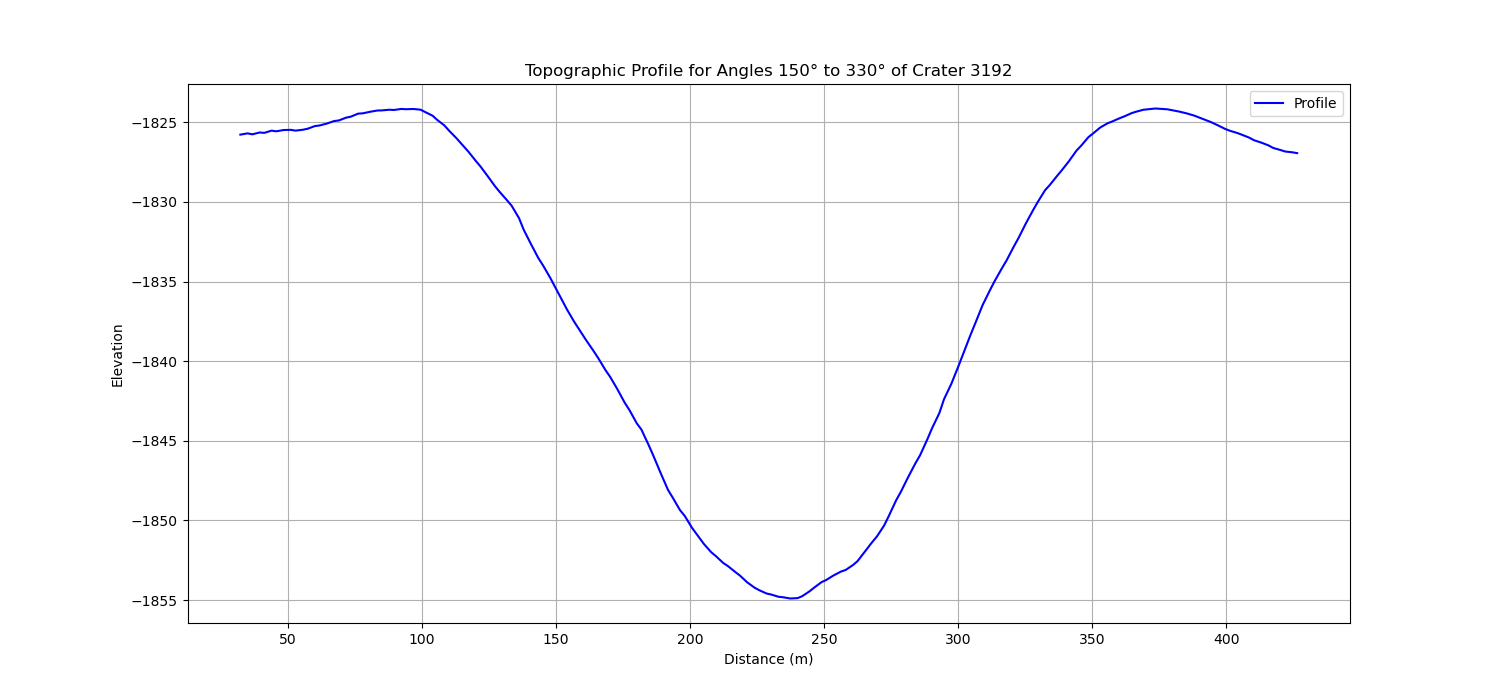 Topographic Profile for Angles 150° to 330° of Crater 3192
Profile
−1825
−1830
−1835
−1840
−1845
−1850
−1855
Elevation
50 100 150 200 250 300 350 400
Distance (m)